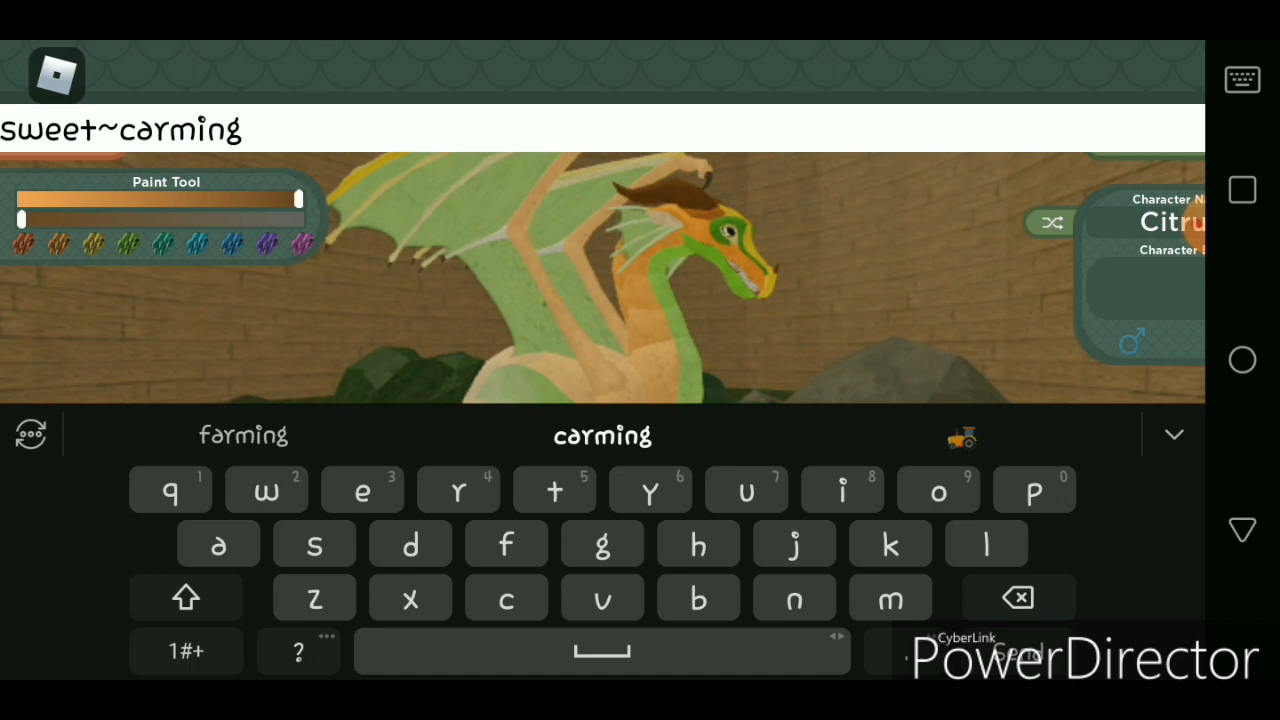 sweet~carming
Paint Tool
Character N
Citru
Character
farming carming
q 1 w 2 e 3 r 4 t 5 y 6 u 7 i 8 o 9 p 0
a s d f g h j k l
z x c v b n m
1#+ ? . Send
CyberLink
PowerDirector